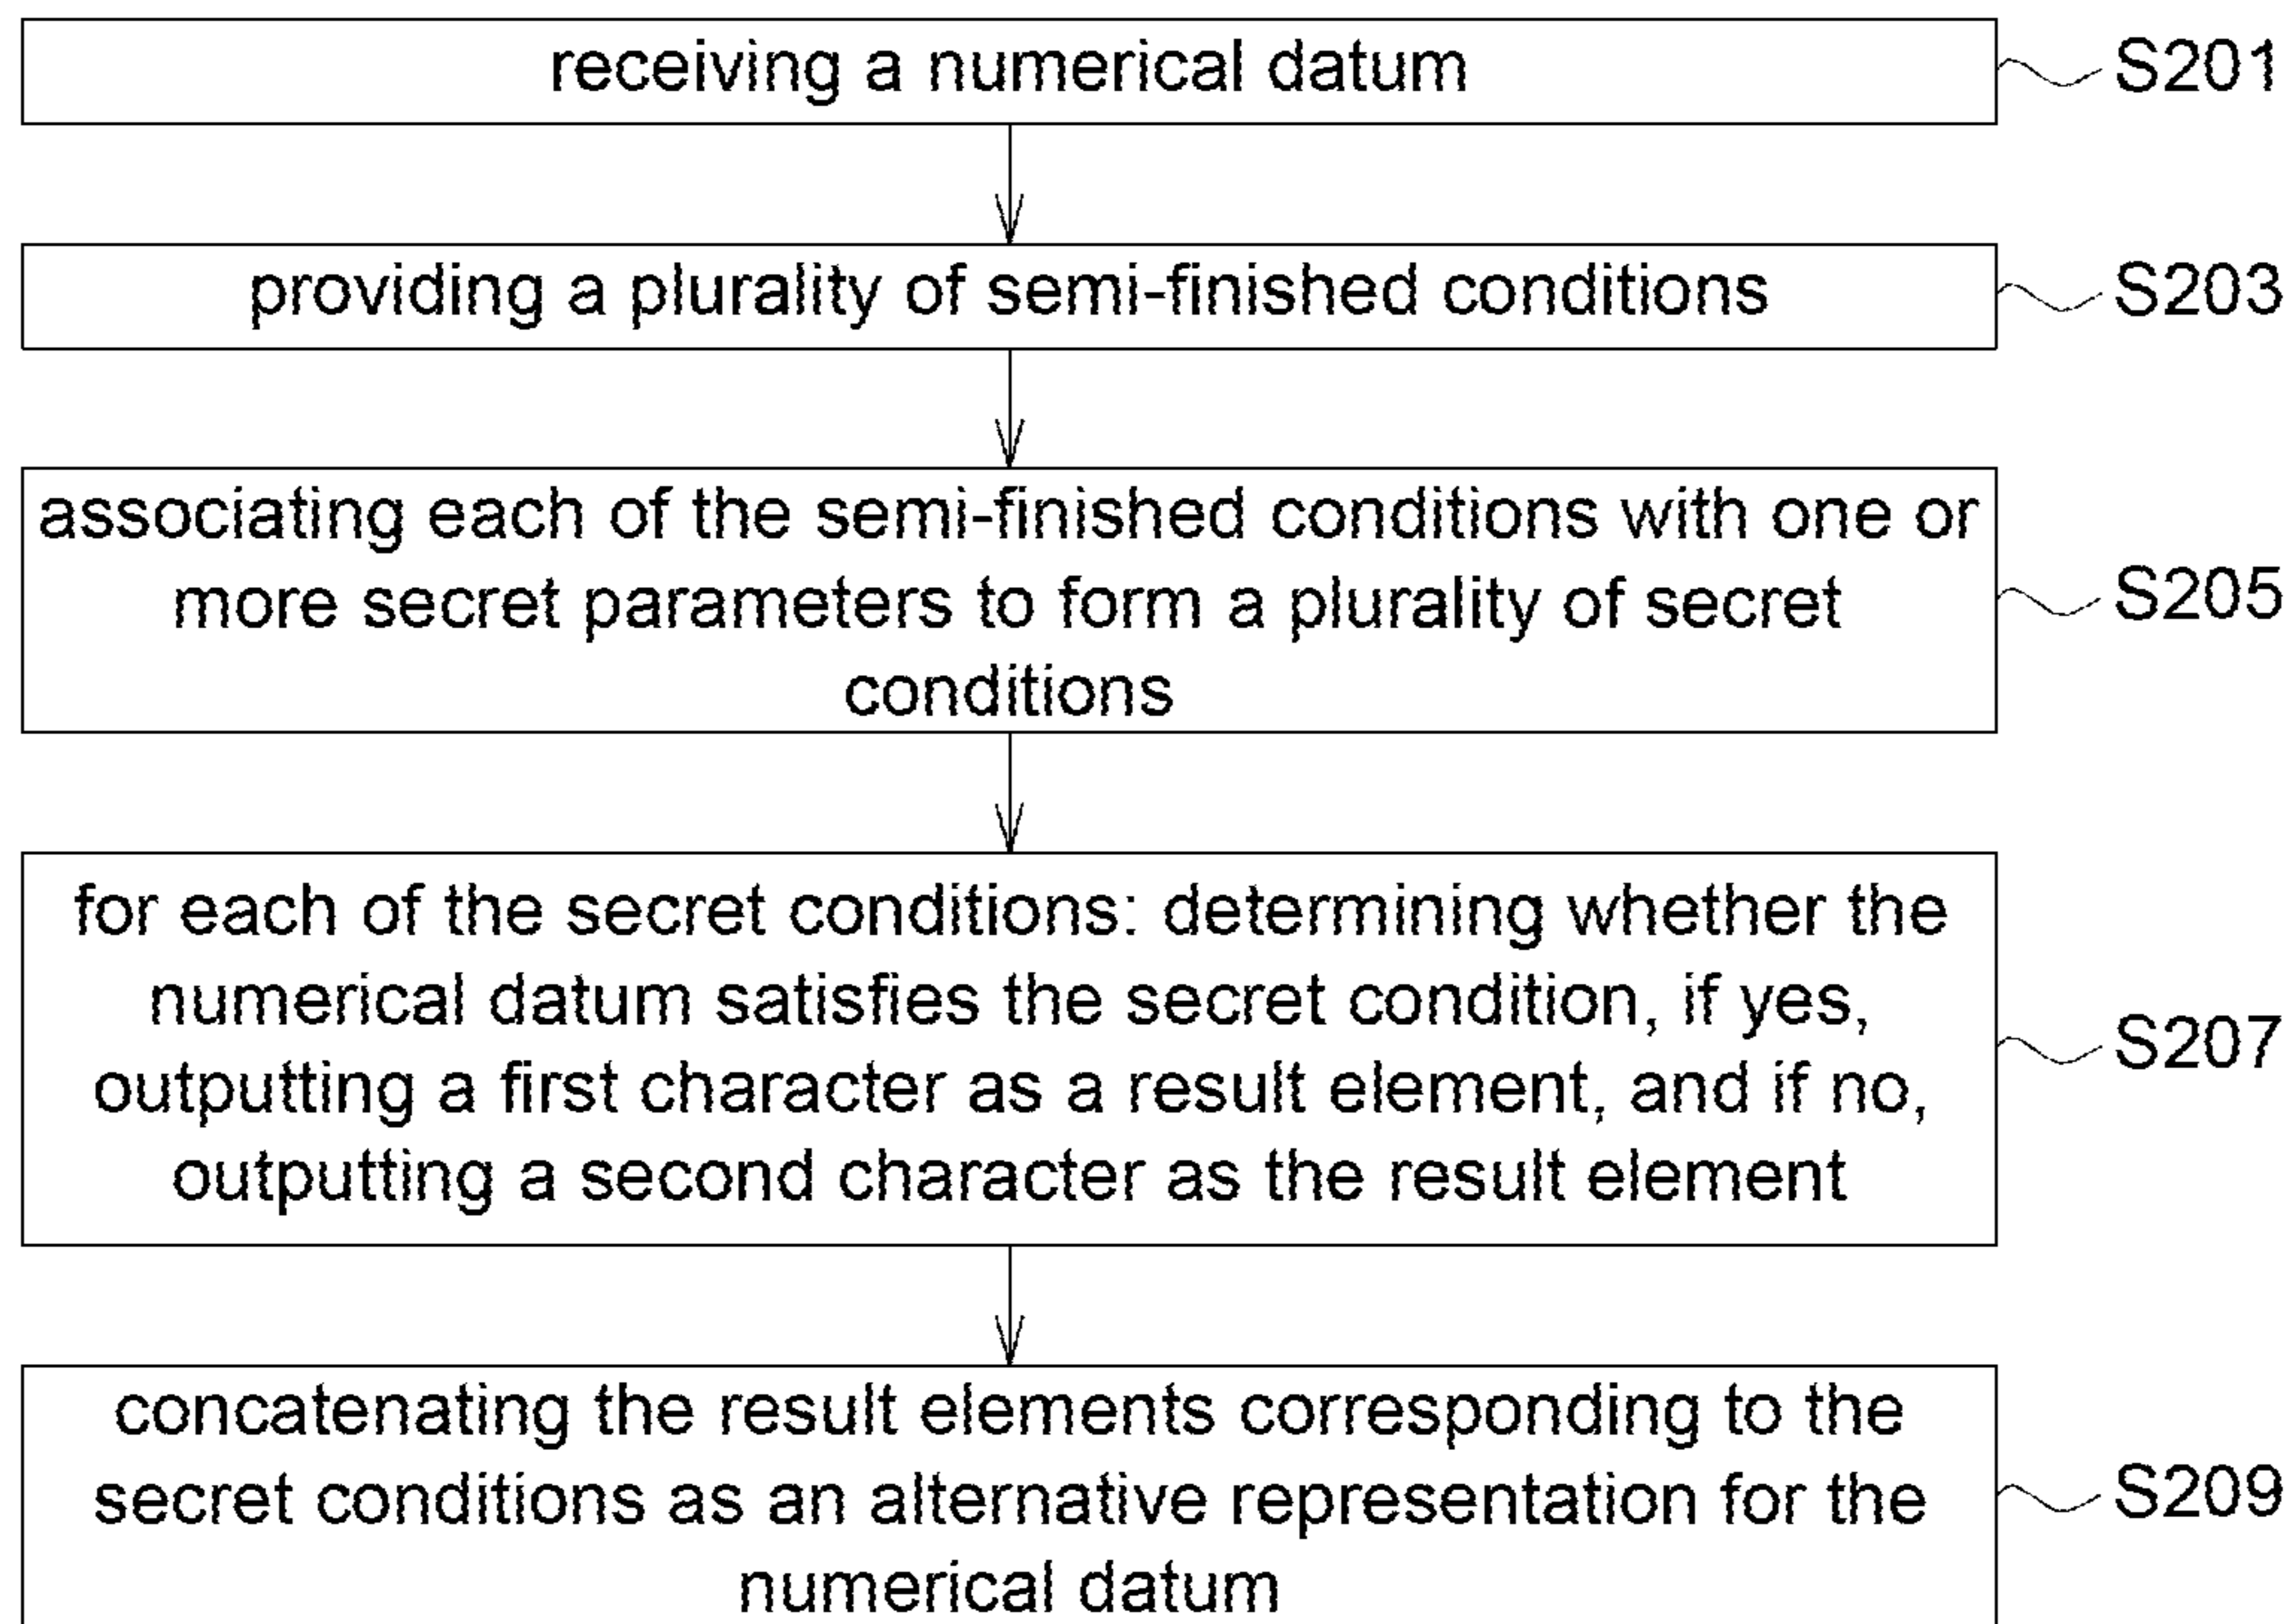 receiving a numerical datum
S201
providing a plurality of semi-finished conditions
S203
associating each of the semi-finished conditions with one or
more secret parameters to form a plurality of secret
conditions
S205
for each of the secret conditions: determining whether the
numerical datum satisfies the secret condition, if yes,
outputting a first character as a result element, and if no,
outputting a second character as the result element
S207
concatenating the result elements corresponding to the
secret conditions as an alternative representation for the
numerical datum
S209